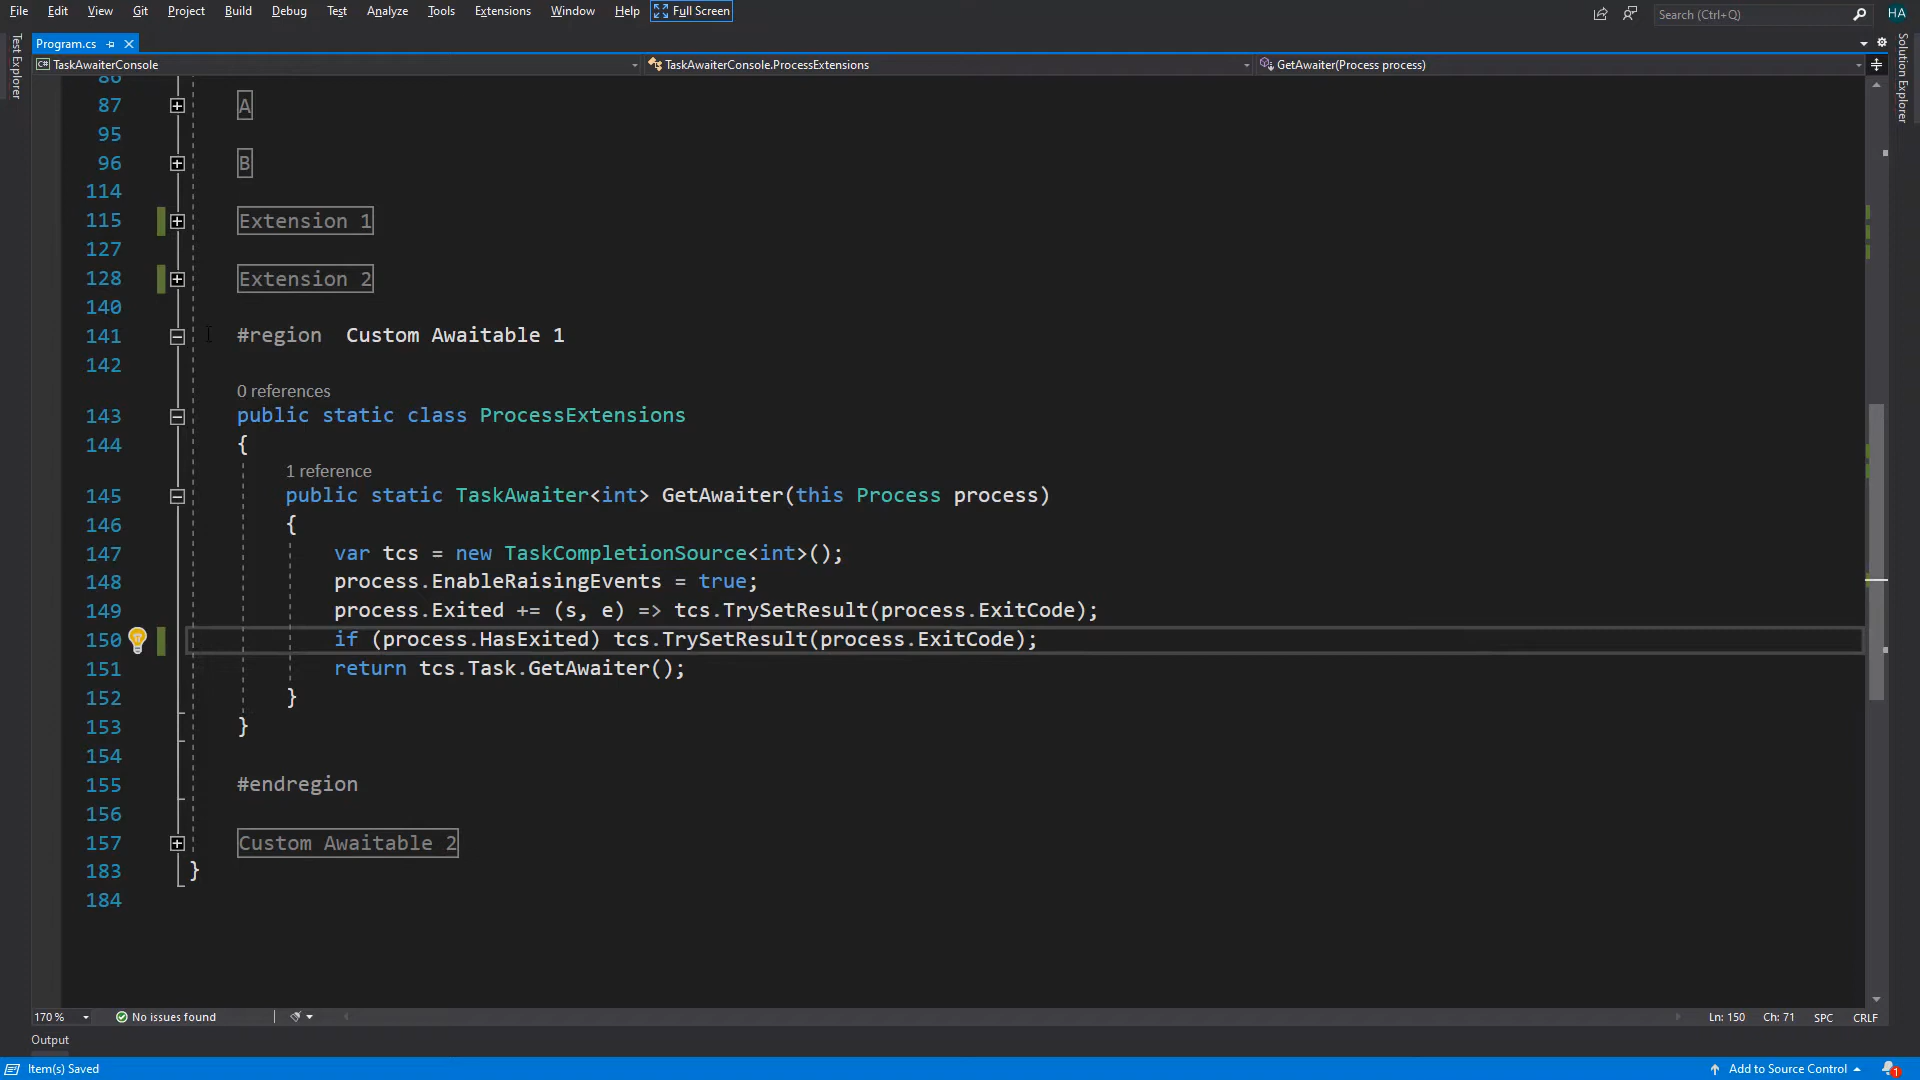 File Edit View Git Project Build Debug Test Analyze Tools Extensions Window Help Full Screen Search (Ctrl+Q) HA
Program.cs
Test Explorer
Solution Explorer
C# TaskAwaiterConsole TaskAwaiterConsole.ProcessExtensions GetAwaiter(Process process)
86
87 A
95
96 B
114
115 Extension 1
127
128 Extension 2
140
141 #region  Custom Awaitable 1
142
0 references
143 public static class ProcessExtensions
144 {
1 reference
145 public static TaskAwaiter<int> GetAwaiter(this Process process)
146 {
147 var tcs = new TaskCompletionSource<int>();
148 process.EnableRaisingEvents = true;
149 process.Exited += (s, e) => tcs.TrySetResult(process.ExitCode);
150 if (process.HasExited) tcs.TrySetResult(process.ExitCode);
151 return tcs.Task.GetAwaiter();
152 }
153 }
154
155 #endregion
156
157 Custom Awaitable 2
183 }
184
170 % No issues found Ln: 150 Ch: 71 SPC CRLF
Output
Item(s) Saved Add to Source Control 1